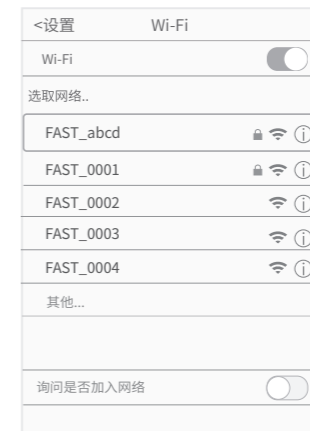 <设置 Wi-Fi
Wi-Fi
选取网络..
FAST_abcd
FAST_0001
FAST_0002
FAST_0003
FAST_0004
其他...
询问是否加入网络